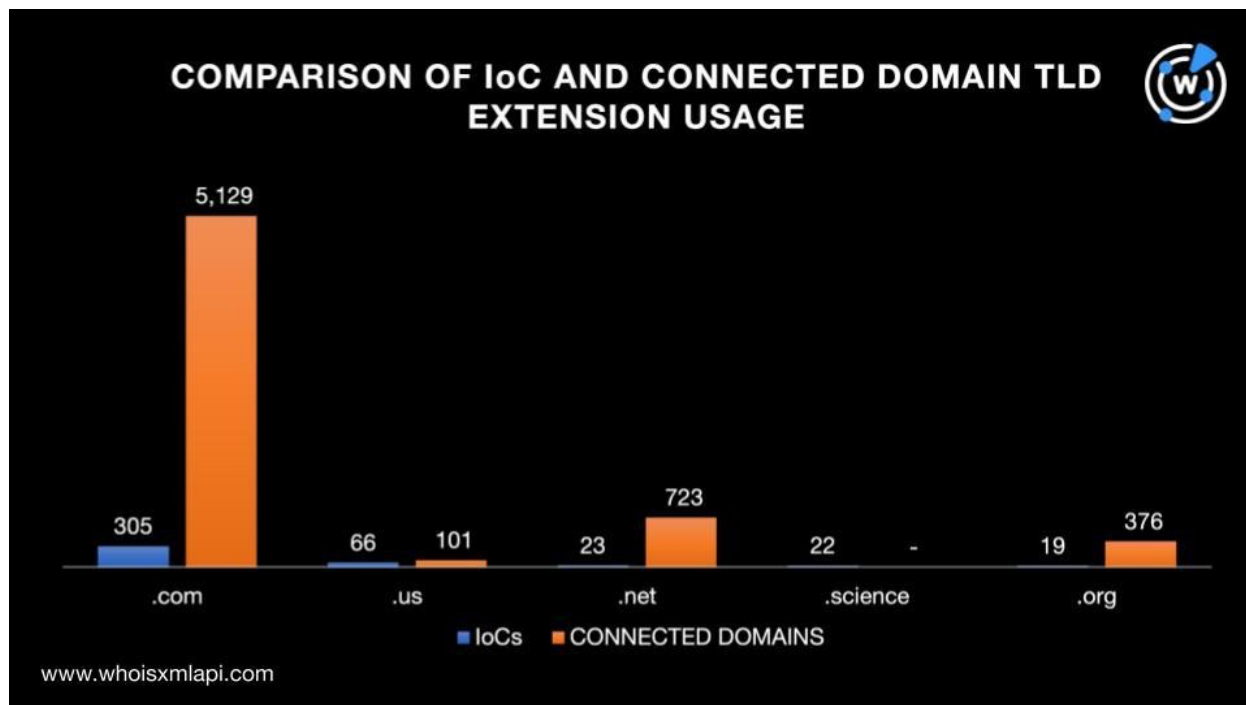 COMPARISON OF IoC AND CONNECTED DOMAIN TLD
EXTENSION USAGE
W
5,129
305
66
101
23
723
22
-
19
376
.com
.us
.net
.science
.org
IoCs
CONNECTED DOMAINS
www.whoisxmlapi.com